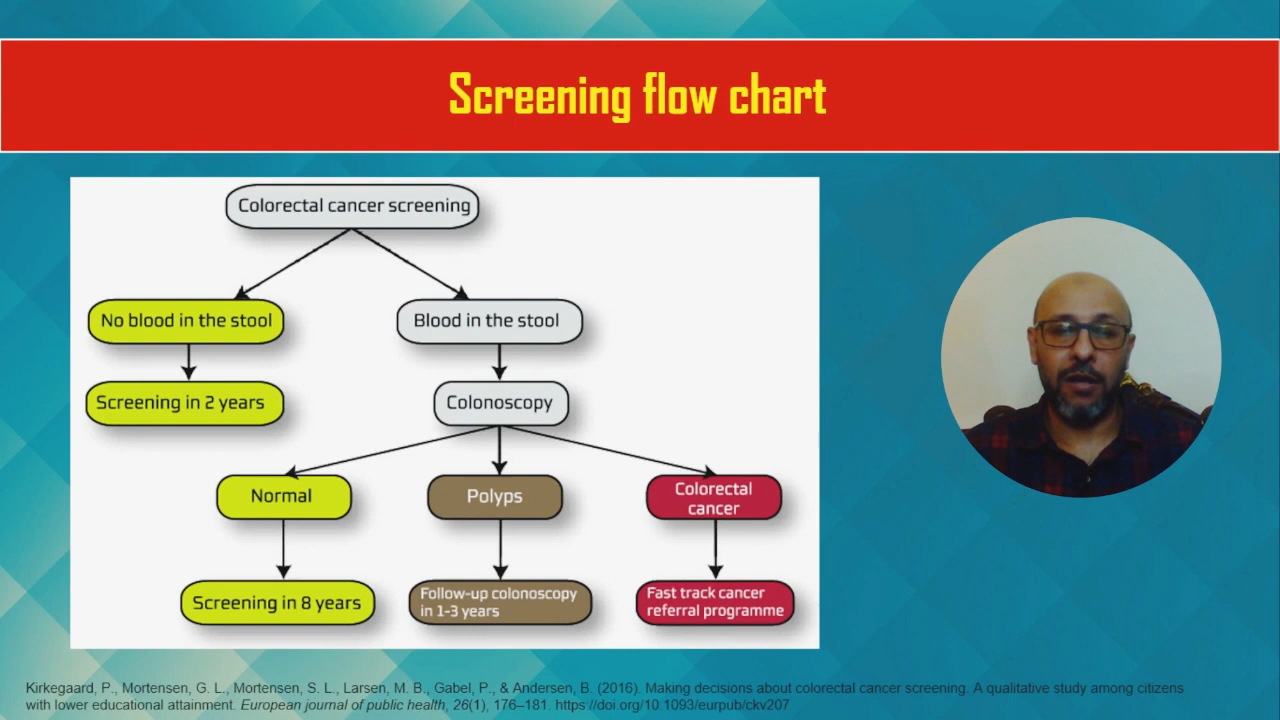 Screening flow chart
Colorectal cancer screening
No blood in the stool
Blood in the stool
Screening in 2 years
Colonoscopy
Normal
Polyps
Colorectal
cancer
Screening in 8 years
Follow-up colonoscopy
in 1-3 years
Fast track cancer
referral programme
Kirkegaard, P., Mortensen, G. L., Mortensen, S. L., Larsen, M. B., Gabel, P., & Andersen, B. (2016). Making decisions about colorectal cancer screening. A qualitative study among citizens
with lower educational attainment. European journal of public health, 26(1), 176–181. https://doi.org/10.1093/eurpub/ckv207